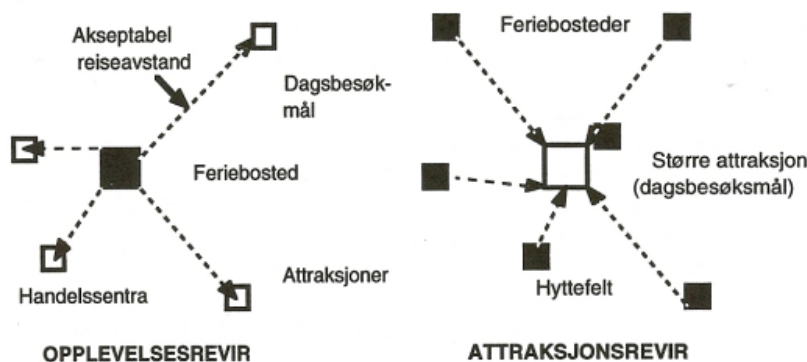 Akseptabel
reiseavstand
Dagsbesøk-
mål
Feriebosted
Handelssentra
Attraksjoner
OPPLEVELSESREVIR
Feriebosteder
Større attraksjon
(dagsbesøksmål)
Hyttefelt
ATTRAKSJONSREVIR